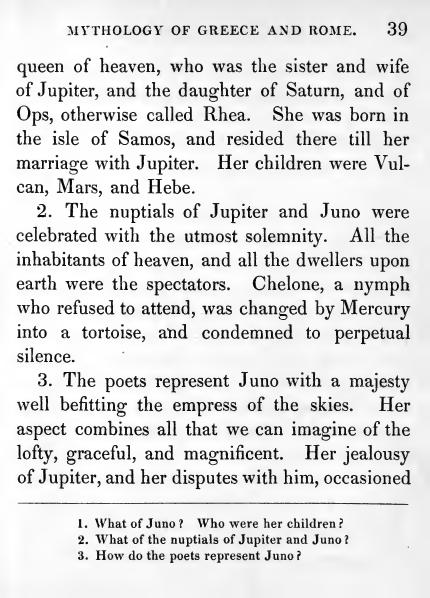 MYTHOLOGY OF GREECE AND ROME. 39
queen of heaven, who was the sister and wife
of Jupiter, and the daughter of Saturn, and of
Ops, otherwise called Rhea. She was born in
the isle of Samos, and resided there till her
marriage with Jupiter. Her children were Vul-
can, Mars, and Hebe.
2. The nuptials of Jupiter and Juno were
celebrated with the utmost solemnity. All the
inhabitants of heaven, and all the dwellers upon
earth were the spectators. Chelone, a nymph
who refused to attend, was changed by Mercury
into a tortoise, and condemned to perpetual
silence.
3. The poets represent Juno with a majesty
well befitting the empress of the skies. Her
aspect combines all that we can imagine of the
lofty, graceful, and magnificent. Her jealousy
of Jupiter, and her disputes with him, occasioned
1. What of Juno? Who were her children?
2. What of the nuptials of Jupiter and Juno?
3. How do the poets represent Juno?